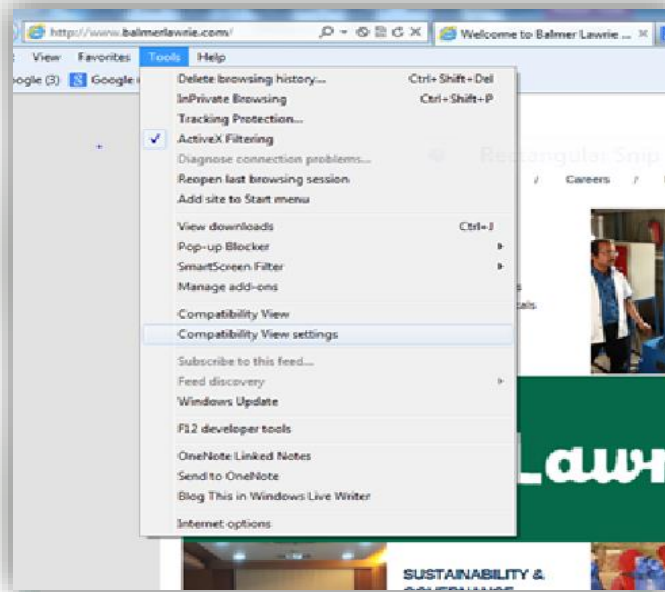 http://www.balmerlawrie.com/
Welcome to Balmer Lawrie ...
View Favorites Tools Help
ogle (3) Google
Delete browsing history... Ctrl+Shift+Del
InPrivate Browsing Ctrl+Shift+P
Tracking Protection...
ActiveX Filtering
Diagnose connection problems...
Reopen last browsing session
Add site to Start menu
View downloads Ctrl+J
Pop-up Blocker
SmartScreen Filter
Manage add-ons
Compatibility View
Compatibility View settings
Subscribe to this feed...
Feed discovery
Windows Update
F12 developer tools
OneNote Linked Notes
Send to OneNote
Blog This in Windows Live Writer
Internet options
Rectangular Snip
/ Careers /
Lawr
SUSTAINABILITY &
GOVERNANCE